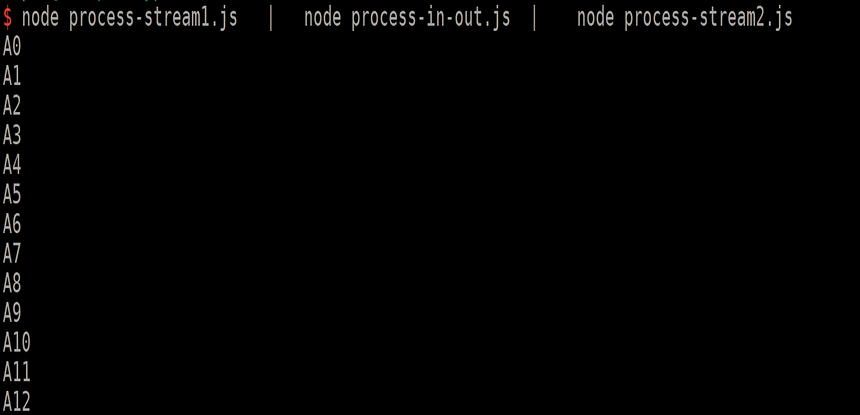 $ node process-stream1.js | node process-in-out.js | node process-stream2.js
A0
A1
A2
A3
A4
A5
A6
A7
A8
A9
A10
A11
A12